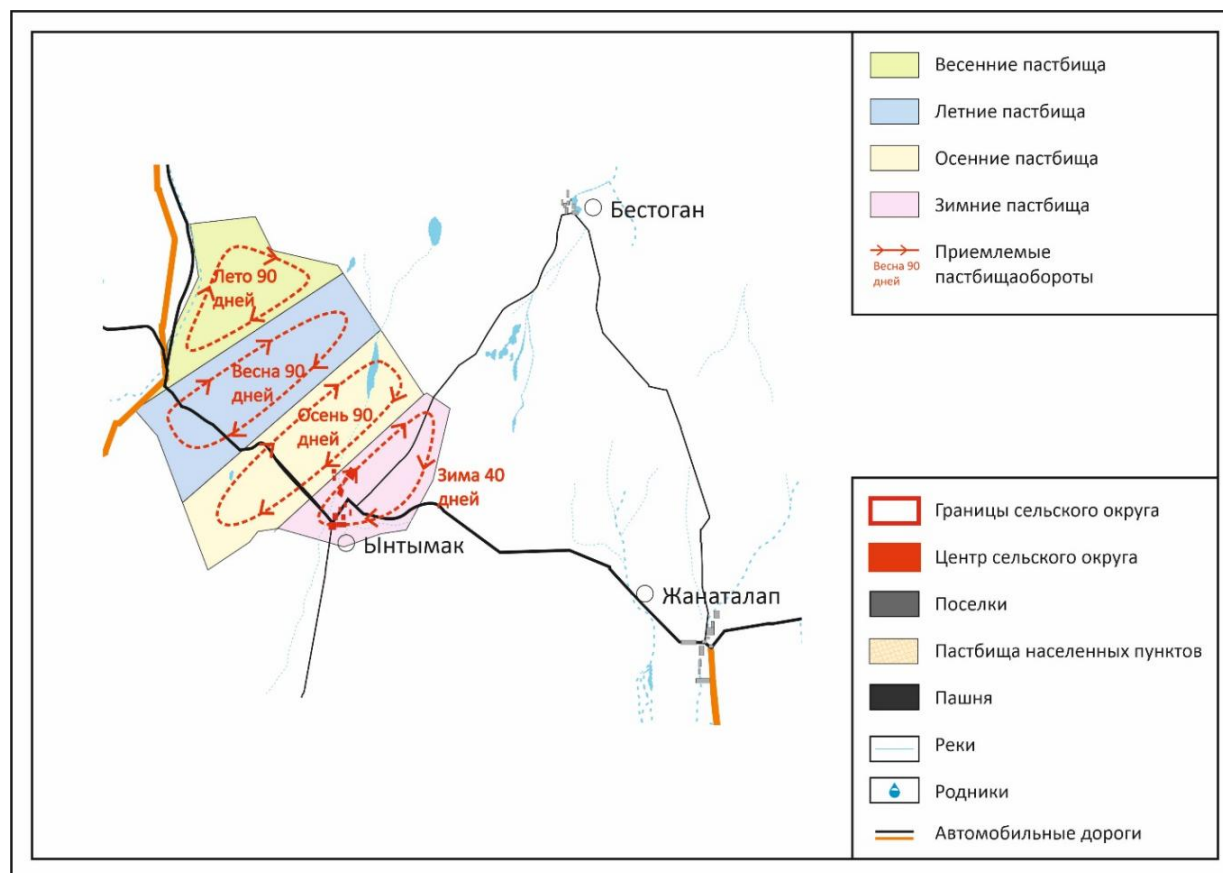 Весенние пастбища
Летние пастбища
Осенние пастбища
Зимние пастбища
Весна 90
дней
Приемлемые
пастбищаобороты
Бестоган
Лето 90
дней
Весна 90
дней
Осень 90
дней
Зима 40
дней
Ынтымак
Жанаталап
Границы сельского округа
Центр сельского округа
Поселки
Пастбища населенных пунктов
Пашня
Реки
Родники
Автомобильные дороги